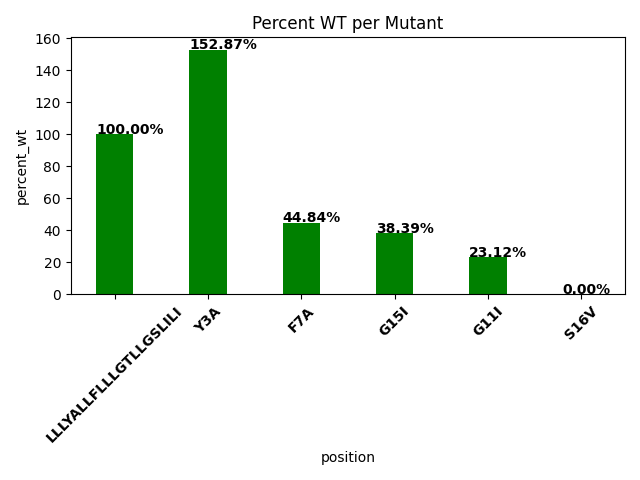 Percent WT per Mutant
percent_wt
160
140
120
100
80
60
40
20
0
100.00%
152.87%
44.84%
38.39%
23.12%
0.00%
LLLYALLFLLLGTLLGSLILI
Y3A
F7A
G15I
G11I
S16V
position